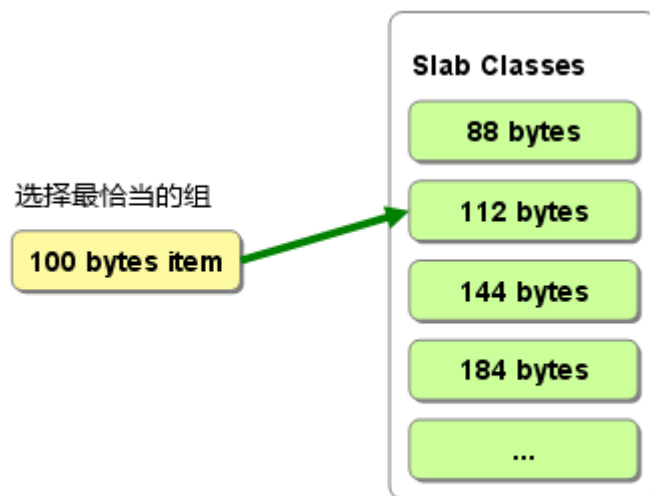 Slab Classes
88 bytes
选择最恰当的组
112 bytes
100 bytes item
144 bytes
184 bytes
...